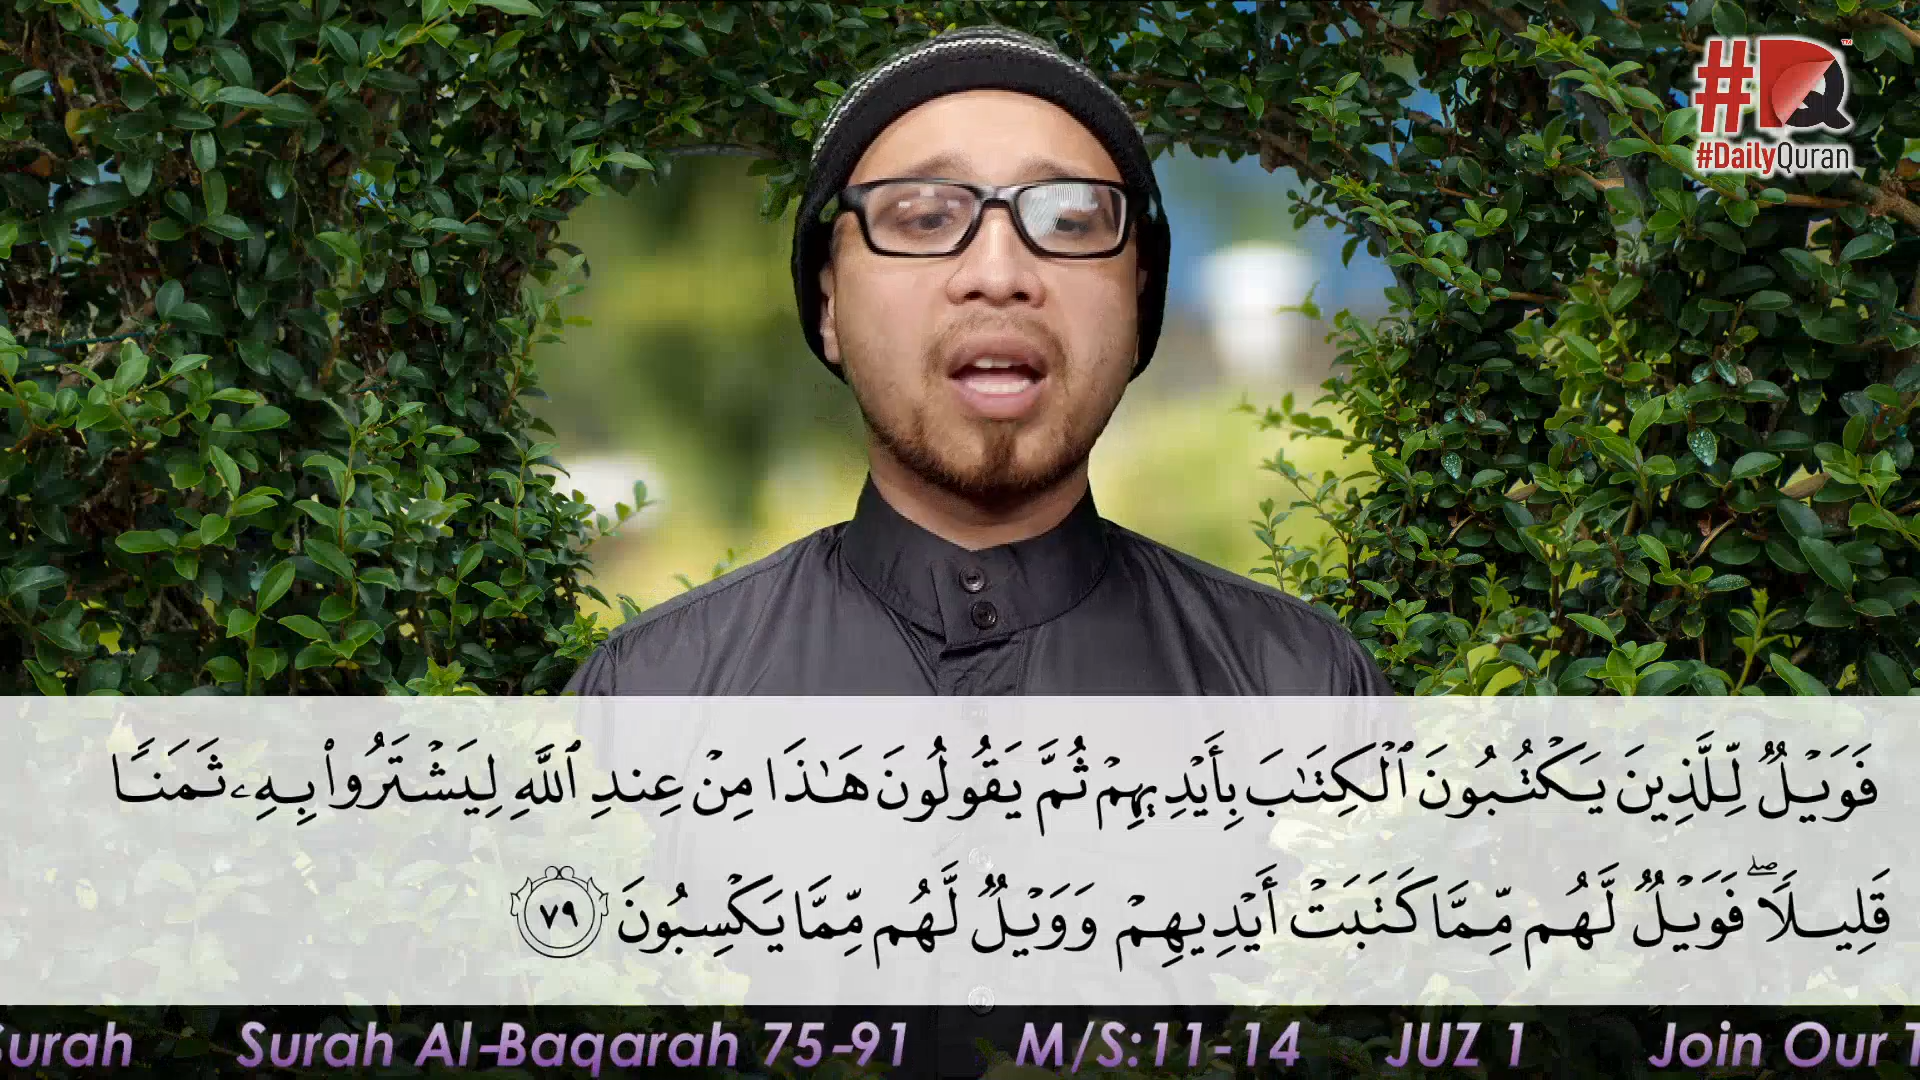 #Q™
#DailyQuran
فَوَيْلٌ لِّلَّذِينَ يَكْتُبُونَ ٱلْكِتَٰبَ بِأَيْدِيهِمْ ثُمَّ يَقُولُونَ هَٰذَا مِنْ عِندِ ٱللَّهِ لِيَشْتَرُوا۟ بِهِۦ ثَمَنًا
قَلِيلًا ۖ فَوَيْلٌ لَّهُم مِّمَّا كَتَبَتْ أَيْدِيهِمْ وَوَيْلٌ لَّهُم مِّمَّا يَكْسِبُونَ ٧٩
Surah Surah Al-Baqarah 75-91 M/S:11-14 JUZ 1 Join Our